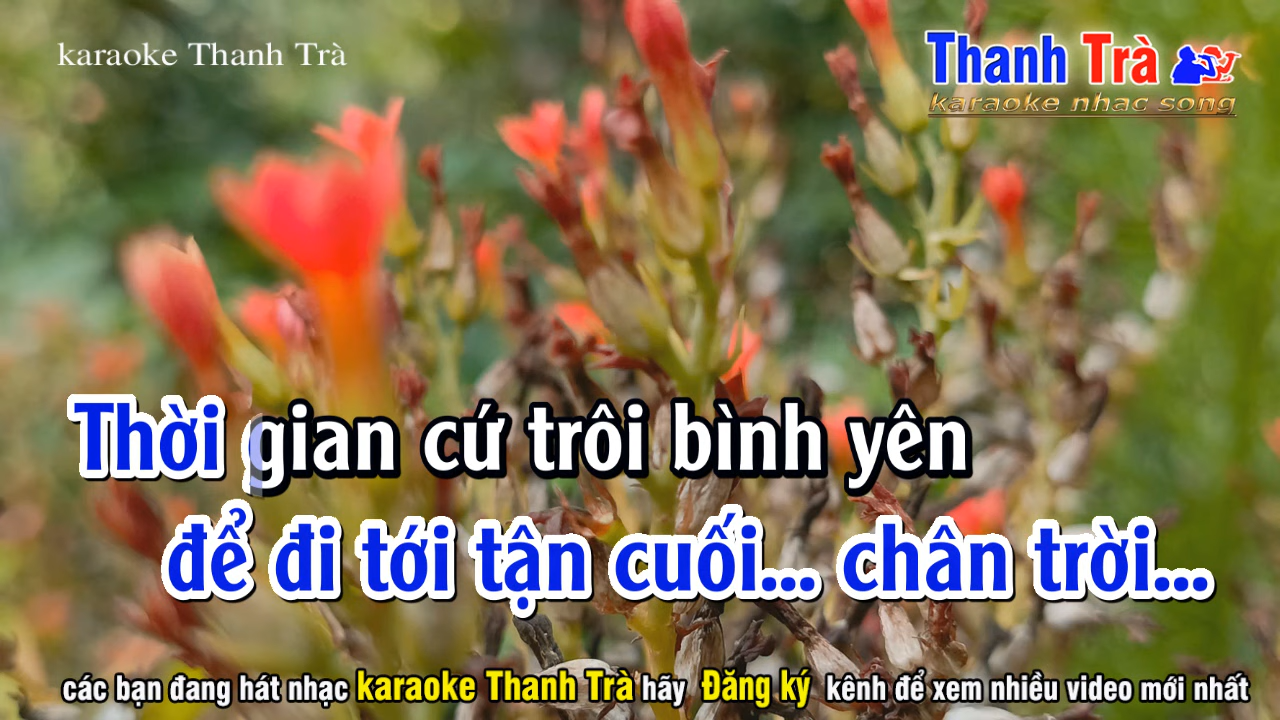 karaoke Thanh Trà
Thanh Trà
karaoke nhac song
Thời gian cứ trôi bình yên
để đi tới tận cuối... chân trời...
các bạn đang hát nhạc karaoke Thanh Trà hãy Đăng ký kênh để xem nhiều video mới nhất